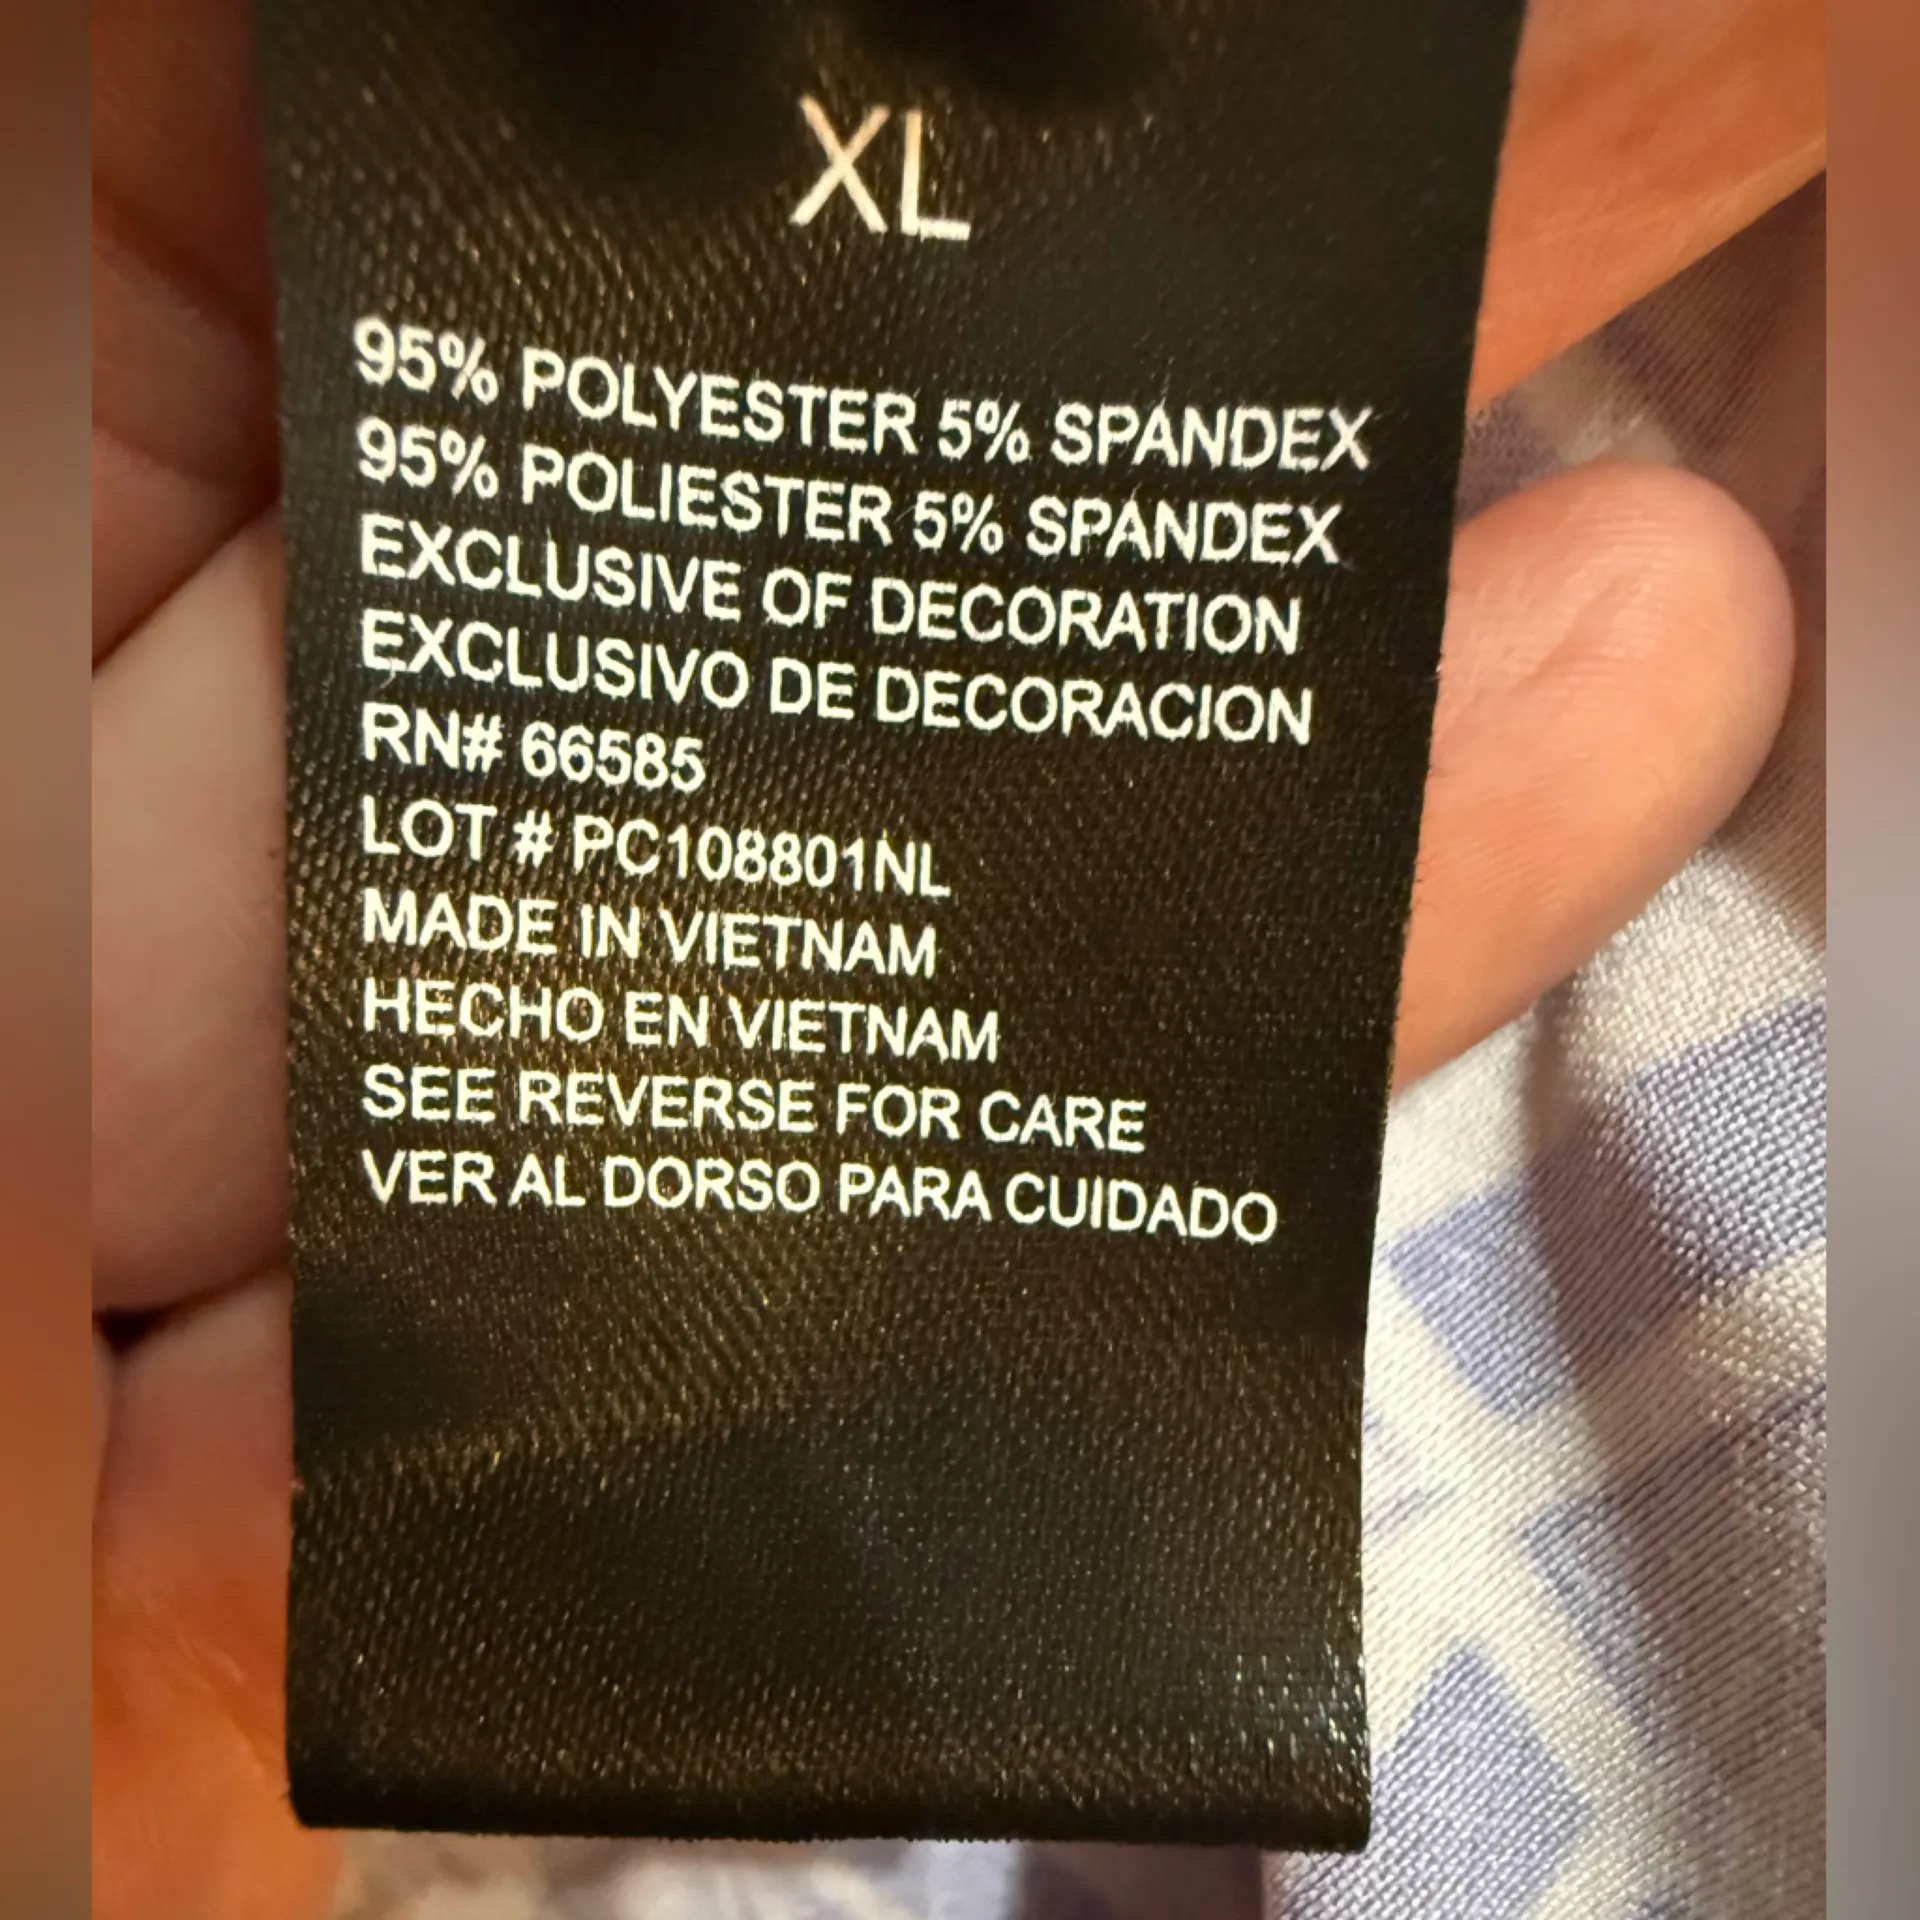 XL
95% POLYESTER 5% SPANDEX
95% POLIESTER 5% SPANDEX
EXCLUSIVE OF DECORATION
EXCLUSIVO DE DECORACION
RN# 66585
LOT # PC108801NL
MADE IN VIETNAM
HECHO EN VIETNAM
SEE REVERSE FOR CARE
VER AL DORSO PARA CUIDADO